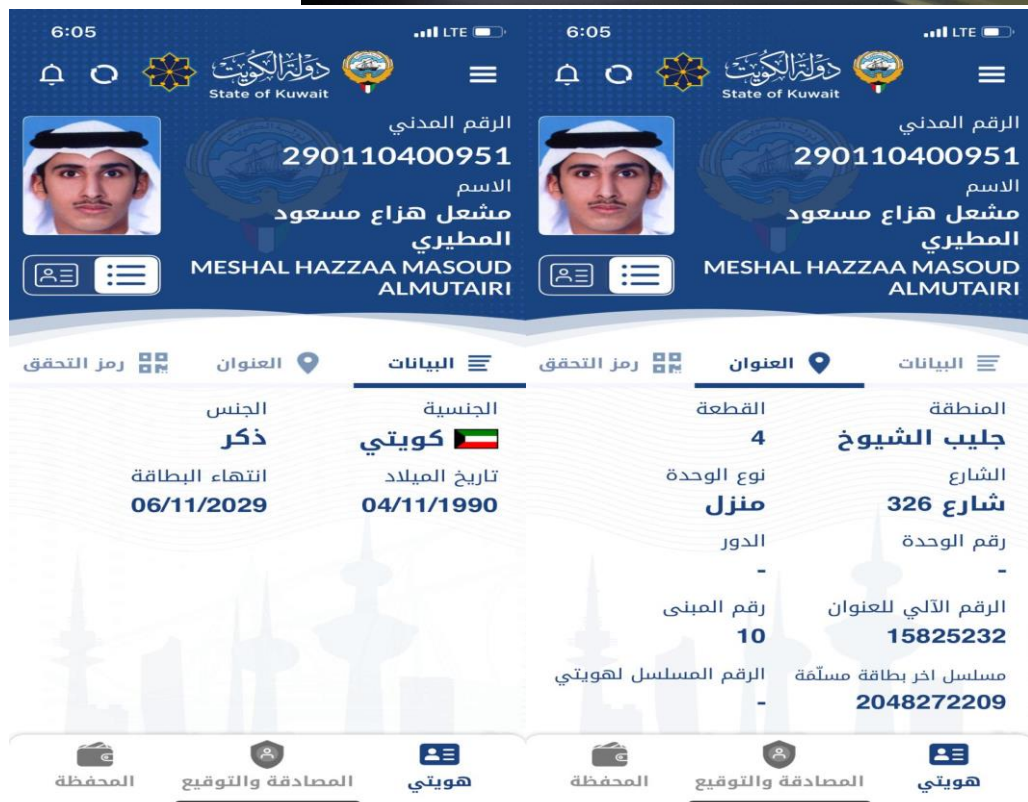 6:05
LTE
دولة الكويت
State of Kuwait
الرقم المدني
290110400951
الاسم
مشعل هزاع مسعود
المطيري
MESHAL HAZZAA MASOUD
ALMUTAIRI
البيانات
العنوان
رمز التحقق
الجنسية
الجنس
كويتي
ذكر
تاريخ الميلاد
انتهاء البطاقة
04/11/1990
06/11/2029
هويتي
المصادقة والتوقيع
المحفظة
6:05
LTE
دولة الكويت
State of Kuwait
الرقم المدني
290110400951
الاسم
مشعل هزاع مسعود
المطيري
MESHAL HAZZAA MASOUD
ALMUTAIRI
البيانات
العنوان
رمز التحقق
المنطقة
القطعة
جليب الشيوخ
4
الشارع
نوع الوحدة
شارع 326
منزل
رقم الوحدة
الدور
-
-
الرقم الآلي للعنوان
رقم المبنى
15825232
10
مسلسل اخر بطاقة مسلّمَة
الرقم المسلسل لهويتي
2048272209
-
هويتي
المصادقة والتوقيع
المحفظة